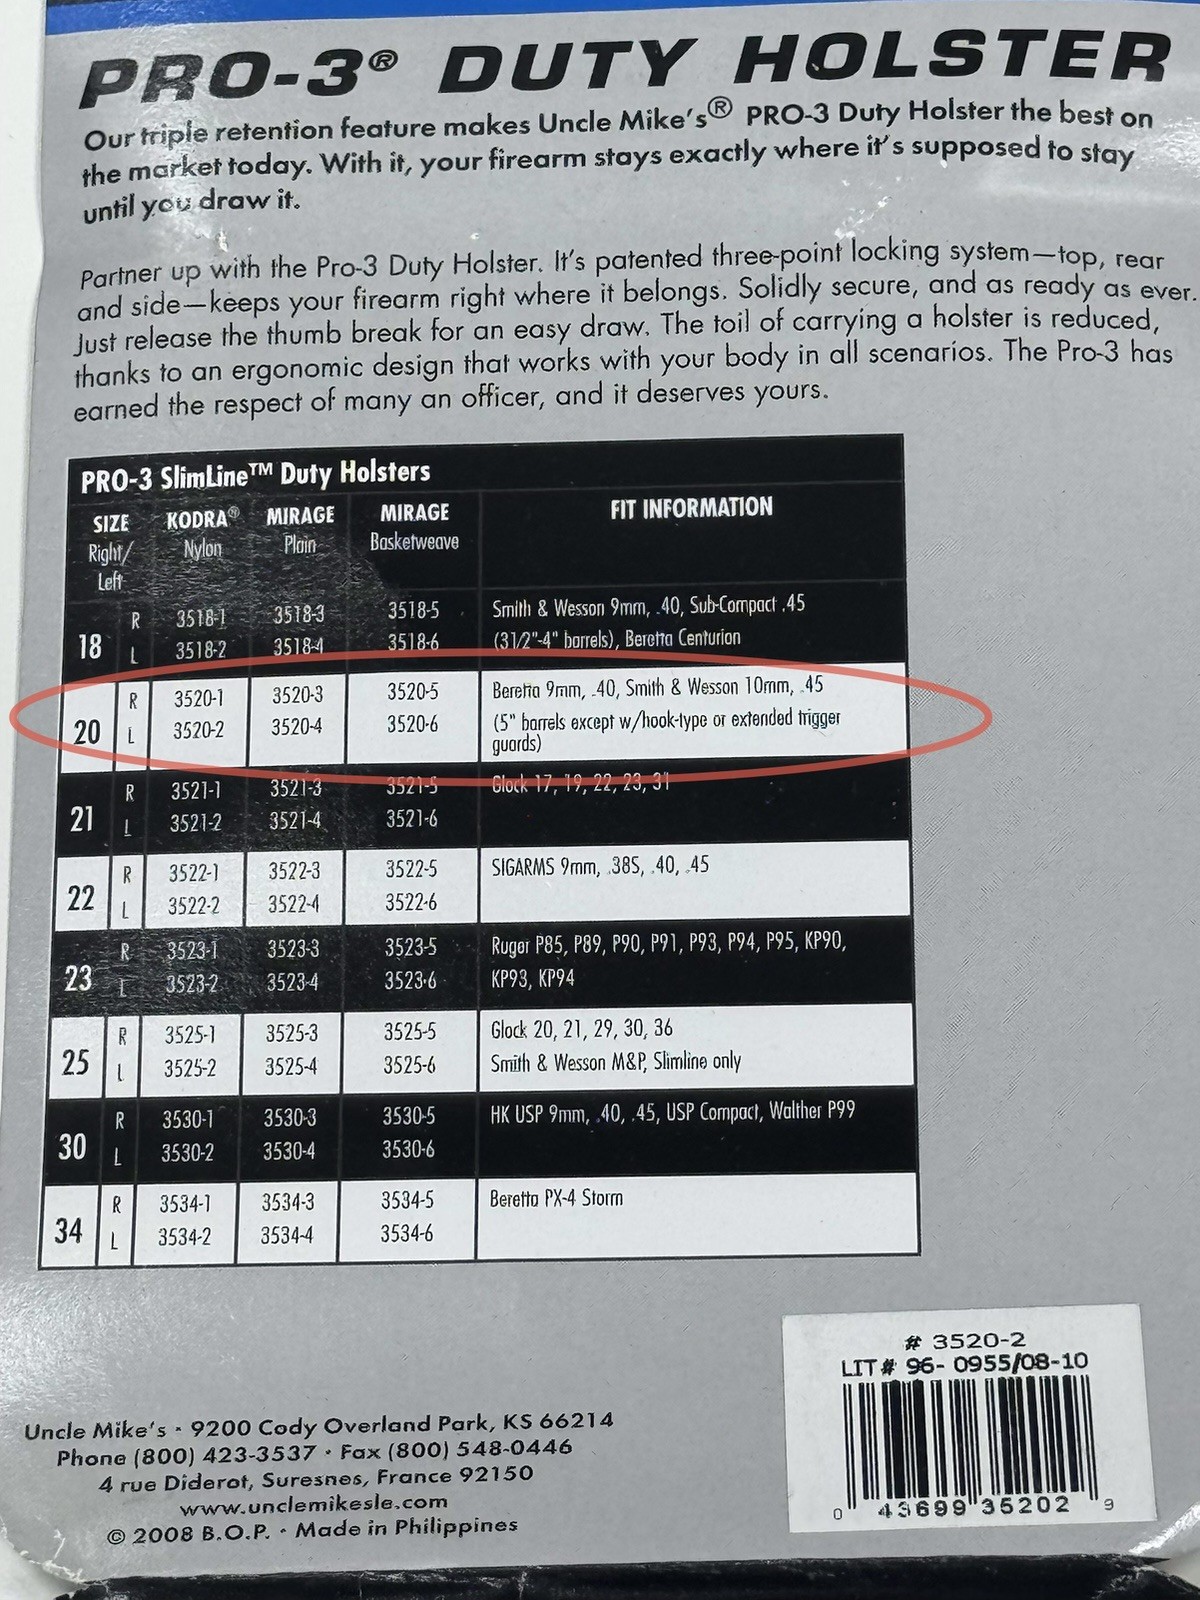 PRO-3® DUTY HOLSTER
Our triple retention feature makes Uncle Mike's® PRO-3 Duty Holster the best on
the market today. With it, your firearm stays exactly where it's supposed to stay
until you draw it.
Partner up with the Pro-3 Duty Holster. It's patented three-point locking system—top, rear
and side—keeps your firearm right where it belongs. Solidly secure, and as ready as ever.
Just release the thumb break for an easy draw. The toil of carrying a holster is reduced,
thanks to an ergonomic design that works with your body in all scenarios. The Pro-3 has
earned the respect of many an officer, and it deserves yours.
PRO-3 SlimLine™ Duty Holsters
SIZE KODRA® MIRAGE MIRAGE FIT INFORMATION
Right/ Nylon Plain Basketweave
Left
18 R 3518-1 3518-3 3518-5 Smith & Wesson 9mm, .40, Sub-Compact .45
L 3518-2 3518-4 3518-6 (31/2"-4" barrels), Beretta Centurion
20 R 3520-1 3520-3 3520-5 Beretta 9mm, .40, Smith & Wesson 10mm, .45
L 3520-2 3520-4 3520-6 (5" barrels except w/hook-type or extended trigger
guards)
21 R 3521-1 3521-3 3521-5 Glock 17, 19, 22, 23, 31
L 3521-2 3521-4 3521-6
22 R 3522-1 3522-3 3522-5 SIGARMS 9mm, .38S, .40, .45
L 3522-2 3522-4 3522-6
23 R 3523-1 3523-3 3523-5 Ruger P85, P89, P90, P91, P93, P94, P95, KP90,
L 3523-2 3523-4 3523-6 KP93, KP94
25 R 3525-1 3525-3 3525-5 Glock 20, 21, 29, 30, 36
L 3525-2 3525-4 3525-6 Smith & Wesson M&P, Slimline only
30 R 3530-1 3530-3 3530-5 HK USP 9mm, .40, .45, USP Compact, Walther P99
L 3530-2 3530-4 3530-6
34 R 3534-1 3534-3 3534-5 Beretta PX-4 Storm
L 3534-2 3534-4 3534-6
# 3520-2
LIT# 96-0955/08-10
0 43699 35202 9
Uncle Mike's • 9200 Cody Overland Park, KS 66214
Phone (800) 423-3537 • Fax (800) 548-0446
4 rue Diderot, Suresnes, France 92150
www.unclemikesle.com
© 2008 B.O.P. • Made in Philippines